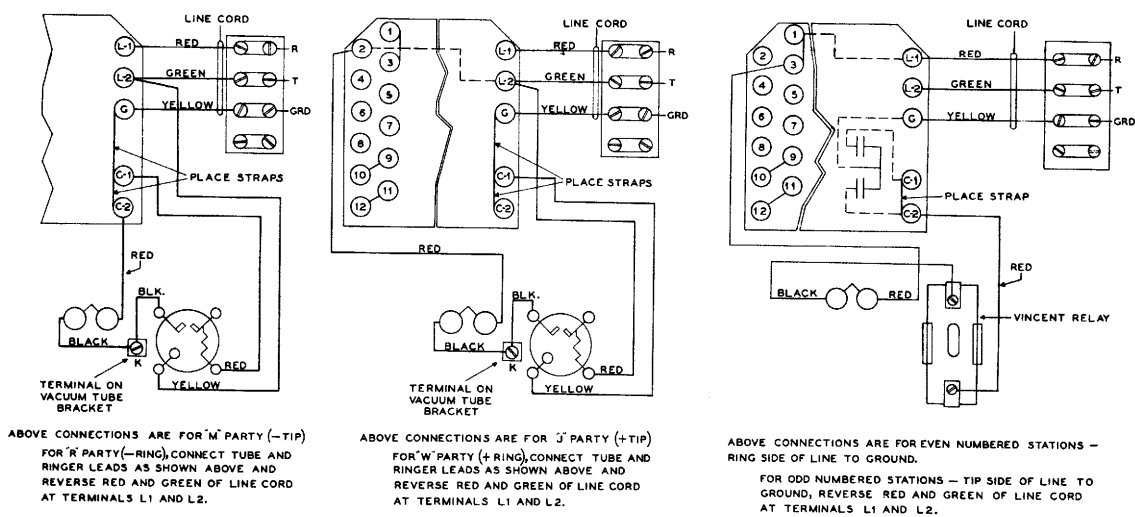 LINE CORD
L-1
RED
R
L-2
GREEN
T
G
YELLOW
GRD
PLACE STRAPS
C-1
C-2
RED
BLK.
BLACK
K
RED
YELLOW
TERMINAL ON
VACUUM TUBE
BRACKET
ABOVE CONNECTIONS ARE FOR "M" PARTY (-TIP)
FOR "R" PARTY (-RING), CONNECT TUBE AND
RINGER LEADS AS SHOWN ABOVE AND
REVERSE RED AND GREEN OF LINE CORD
AT TERMINALS L1 AND L2.
LINE CORD
1
2
3
4
5
6
7
8
9
10
11
12
L-1
RED
R
L-2
GREEN
T
G
YELLOW
GRD
C-1
PLACE STRAPS
C-2
RED
BLK.
BLACK
K
RED
YELLOW
TERMINAL ON
VACUUM TUBE
BRACKET
ABOVE CONNECTIONS ARE FOR "J" PARTY (+TIP)
FOR "W" PARTY (+ RING), CONNECT TUBE AND
RINGER LEADS AS SHOWN ABOVE AND
REVERSE RED AND GREEN OF LINE CORD
AT TERMINALS L1 AND L2.
LINE CORD
1
2
3
4
5
6
7
8
9
10
11
12
L-1
RED
R
L-2
GREEN
T
G
YELLOW
GRD
C-1
PLACE STRAP
C-2
RED
BLACK
RED
VINCENT RELAY
ABOVE CONNECTIONS ARE FOR EVEN NUMBERED STATIONS –
RING SIDE OF LINE TO GROUND.
FOR ODD NUMBERED STATIONS – TIP SIDE OF LINE TO
GROUND, REVERSE RED AND GREEN OF LINE CORD
AT TERMINALS L1 AND L2.